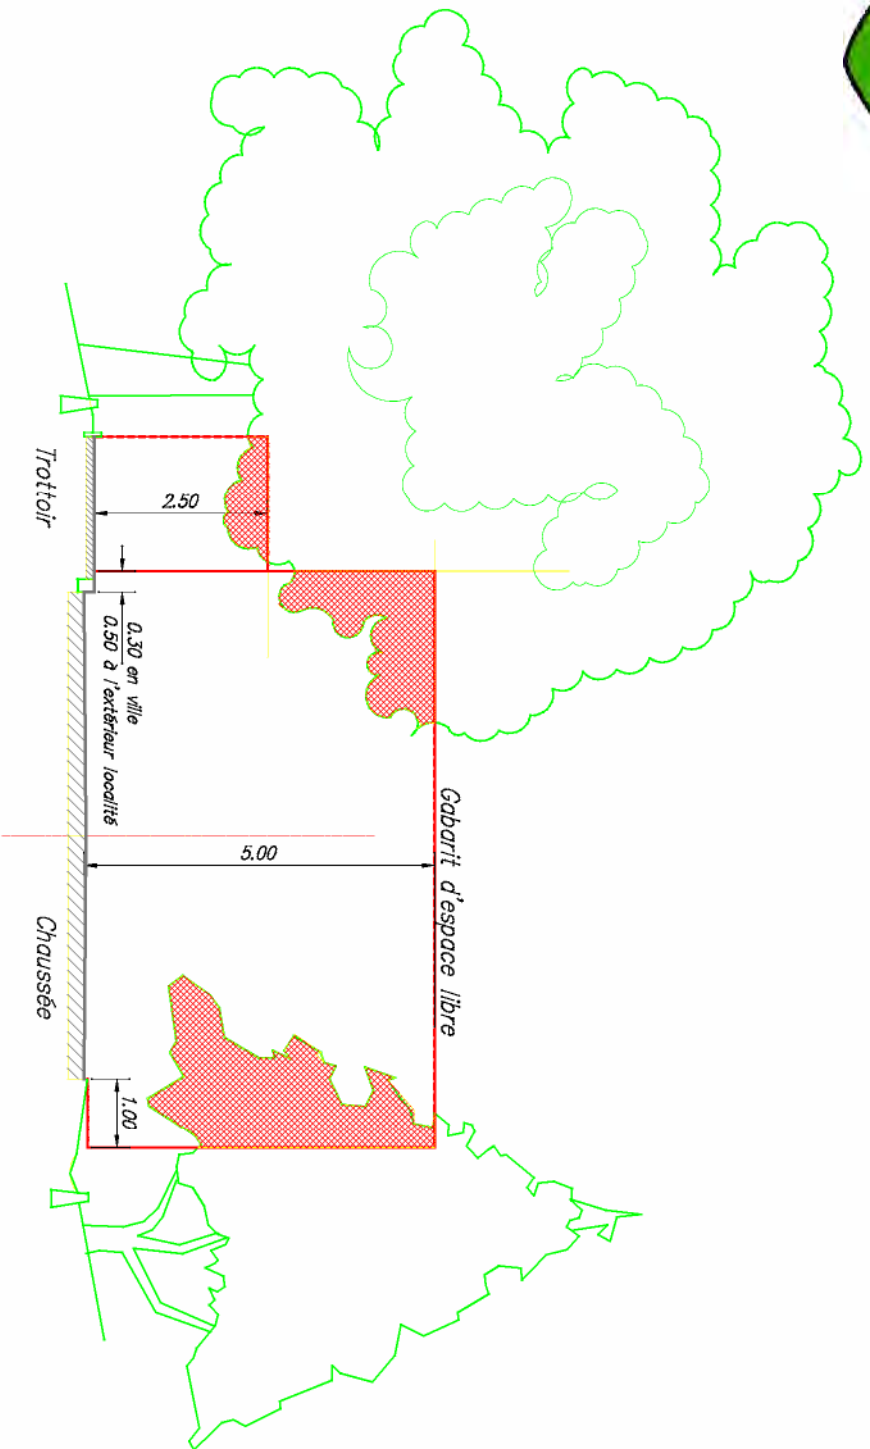 Gabarit d'espace libre
2.50
5.00
0.30 en ville
0.50 à l'extérieur localité
1.00
Trottoir
Chaussée